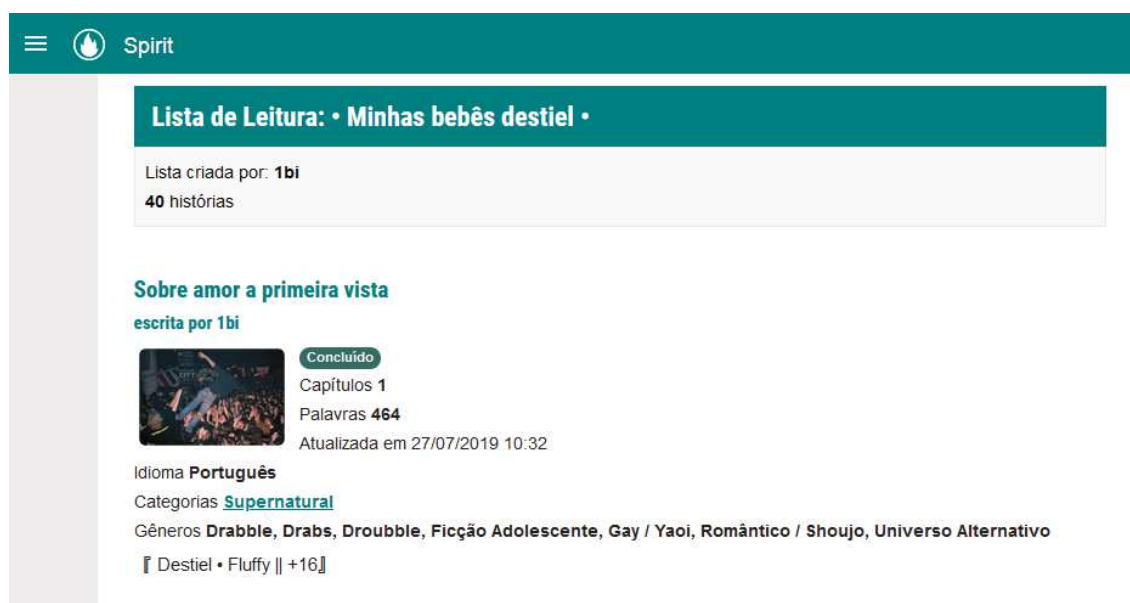 Spirit
Lista de Leitura: • Minhas bebês destiel •
Lista criada por: 1bi
40 histórias
Sobre amor a primeira vista
escrita por 1bi
Concluído
Capítulos 1
Palavras 464
Atualizada em 27/07/2019 10:32
Idioma Português
Categorias Supernatural
Gêneros Drabble, Drabs, Droubble, Ficção Adolescente, Gay / Yaoi, Romântico / Shoujo, Universo Alternativo
『 Destiel • Fluffy || +16』